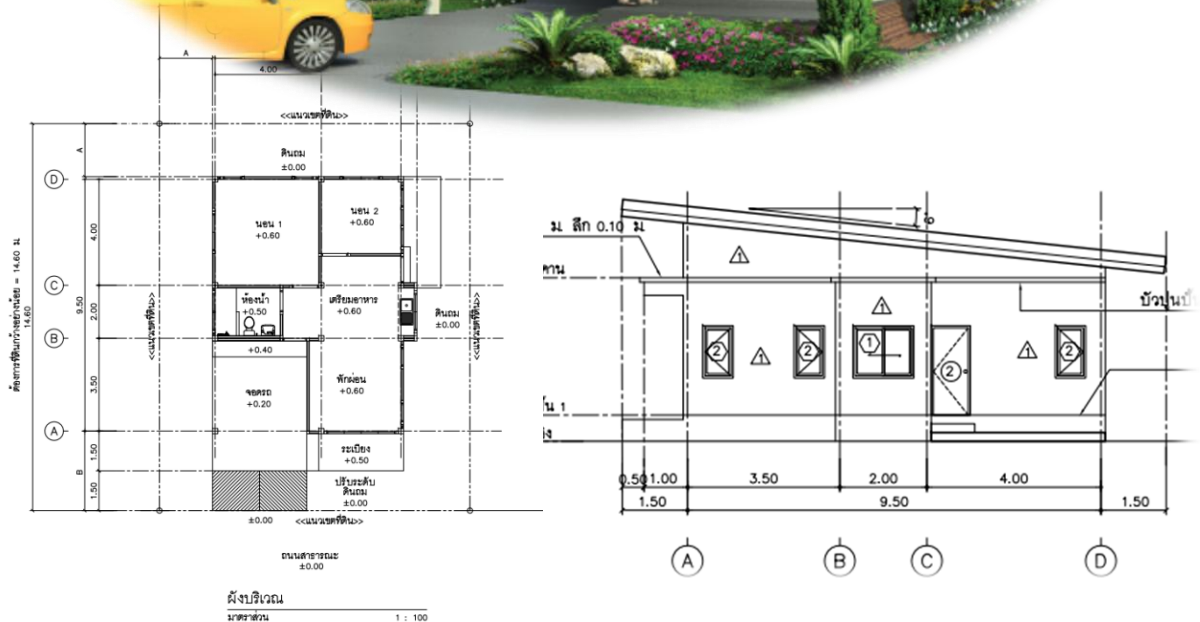 A
4.00
<<แนวเขตที่ดิน>>
ดินถม
±0.00
A
D
นอน 1
+0.60
นอน 2
+0.60
4.00
ต้องการที่ดินกว้างอย่างน้อย = 14.60 ม.
14.60
9.50
<<แนวเขตที่ดิน>>
C
ห้องน้ำ
+0.50
เตรียมอาหาร
+0.60
2.00
ดินถม
±0.00
<<แนวเขตที่ดิน>>
B
+0.40
จอดรถ
+0.20
พักผ่อน
+0.60
3.50
A
ระเบียง
+0.50
1.50
B
1.50
ปรับระดับ
ดินถม
±0.00
±0.00
<<แนวเขตที่ดิน>>
ถนนสาธารณะ
±0.00
ผังบริเวณ
มาตราส่วน 1 : 100
6°
ม. ลึก 0.10 ม.
1
1
2
2
1
1
2
1
2
0.50 1.00 3.50 2.00 4.00
1.50 9.50 1.50
A B C D